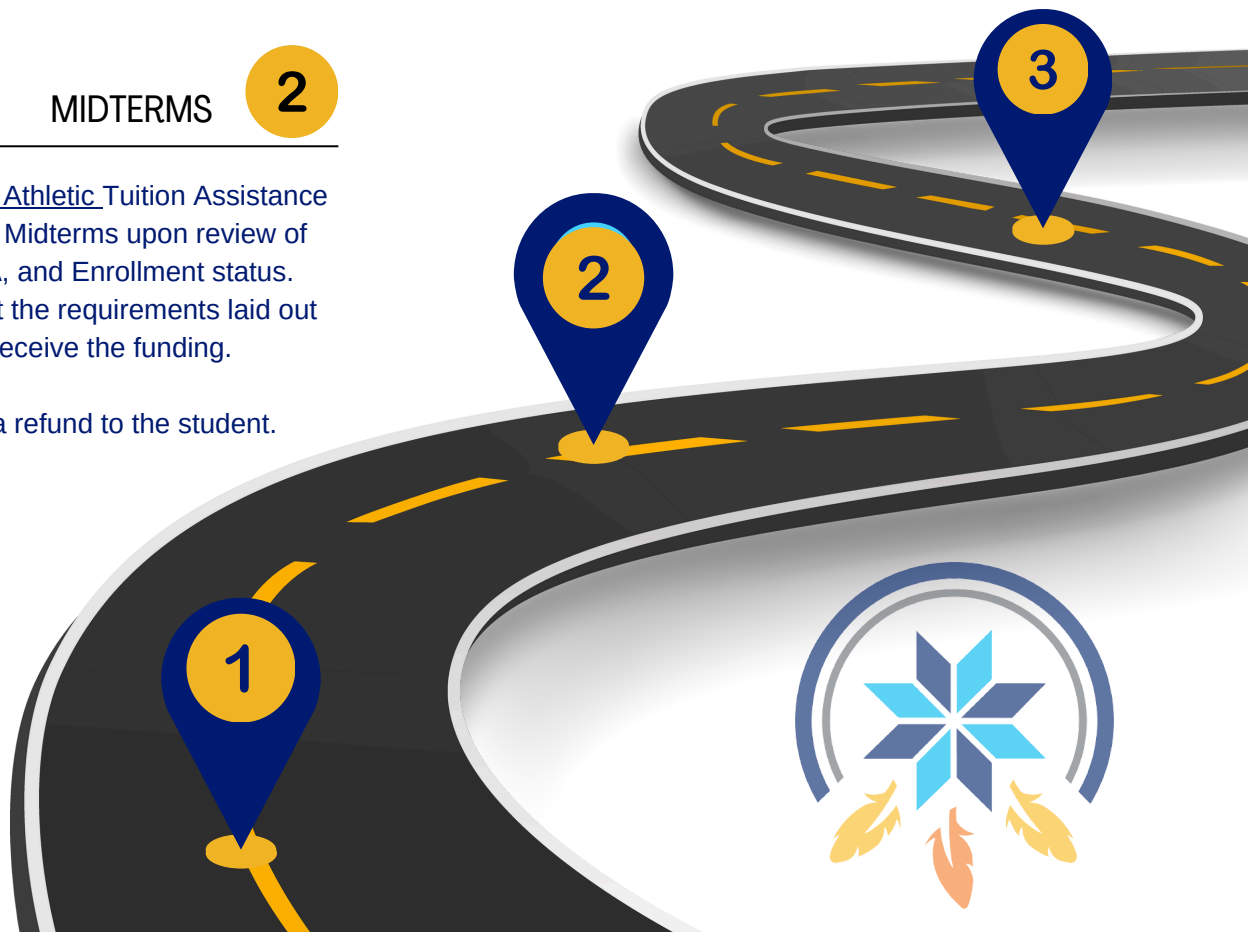 MIDTERMS 2
Athletic Tuition Assistance
Midterms upon review of
, and Enrollment status.
the requirements laid out
receive the funding.
a refund to the student.
3
2
1